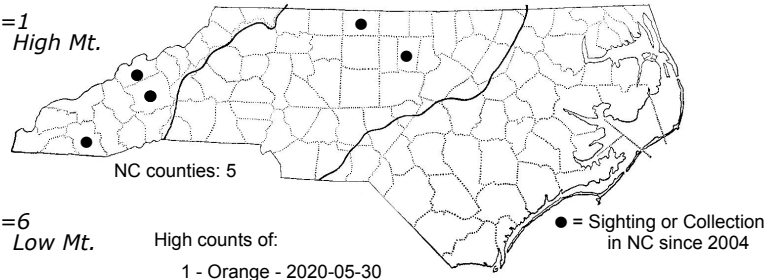 =1
High Mt.
NC counties: 5
=6
Low Mt.
High counts of:
1 - Orange - 2020-05-30
● = Sighting or Collection
in NC since 2004